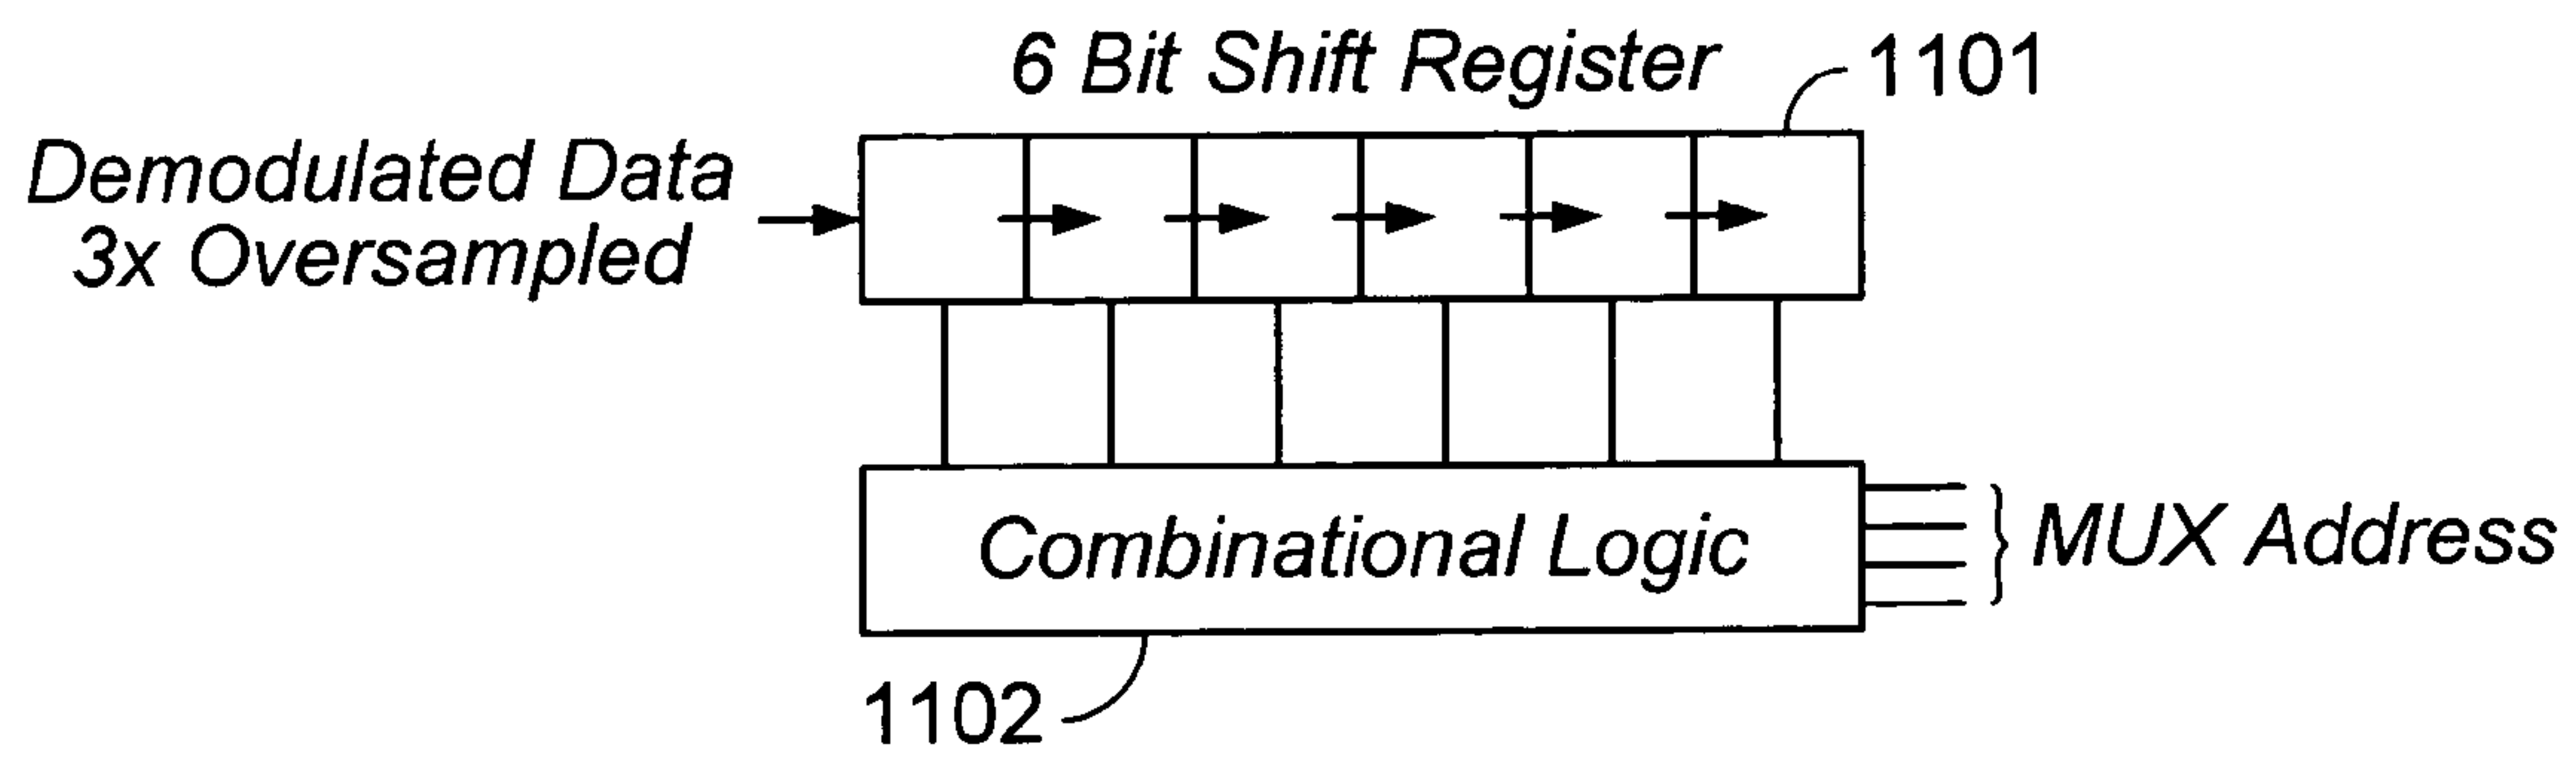 6 Bit Shift Register
1101
Demodulated Data
3x Oversampled
Combinational Logic
MUX Address
1102